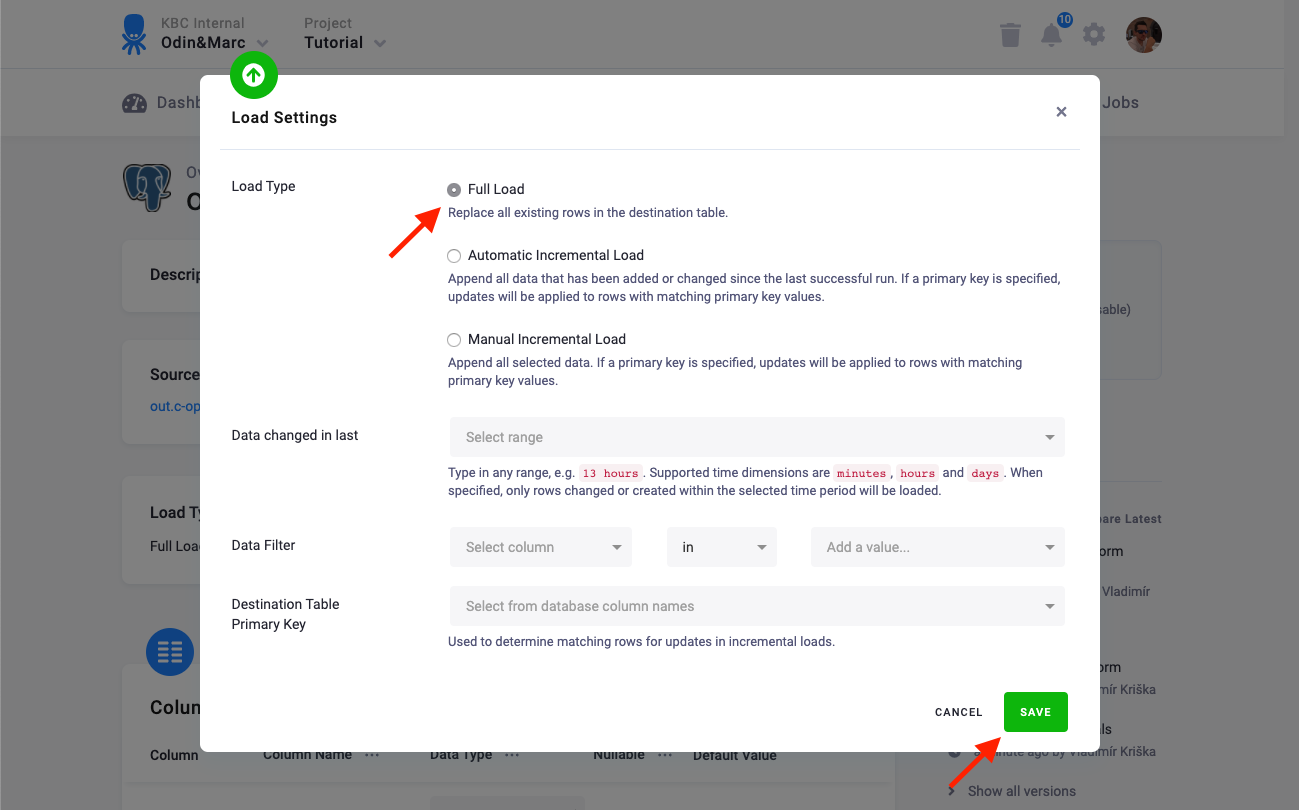 KBC Internal
Project
Odin&Marc
Tutorial
10
Dashb
Jobs
Load Settings
×
Load Type
Full Load
Replace all existing rows in the destination table.
Automatic Incremental Load
Append all data that has been added or changed since the last successful run. If a primary key is specified,
updates will be applied to rows with matching primary key values.
Manual Incremental Load
Append all selected data. If a primary key is specified, updates will be applied to rows with matching
primary key values.
Data changed in last
Select range
Type in any range, e.g. 13 hours. Supported time dimensions are minutes, hours and days. When
specified, only rows changed or created within the selected time period will be loaded.
Data Filter
Select column
in
Add a value...
Destination Table
Primary Key
Select from database column names
Used to determine matching rows for updates in incremental loads.
CANCEL
SAVE
Ov
O
Descrip
sable)
Source
out.c-op
Load Ty
Full Loa
pare Latest
orm
Vladimír
orm
mír Kriška
Colun
ls
a minute ago by Vladimír Kriška
Column
Column Name ...
Data Type ...
Nullable ...
Default Value
Show all versions